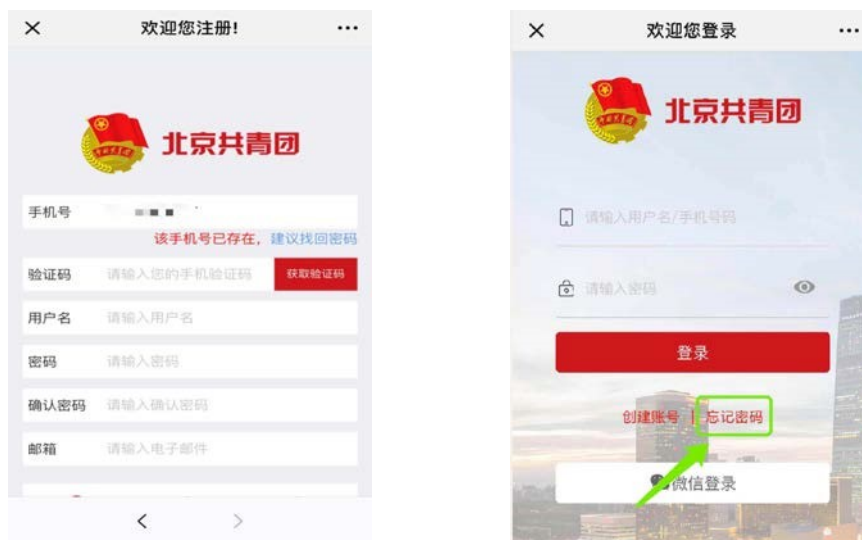 欢迎您注册!
北京共青团
手机号
该手机号已存在，建议找回密码
验证码 请输入您的手机验证码 获取验证码
用户名 请输入用户名
密码 请输入密码
确认密码 请输入确认密码
邮箱 请输入电子邮件
欢迎您登录
北京共青团
请输入用户名/手机号码
请输入密码
登录
创建账号 | 忘记密码
微信登录